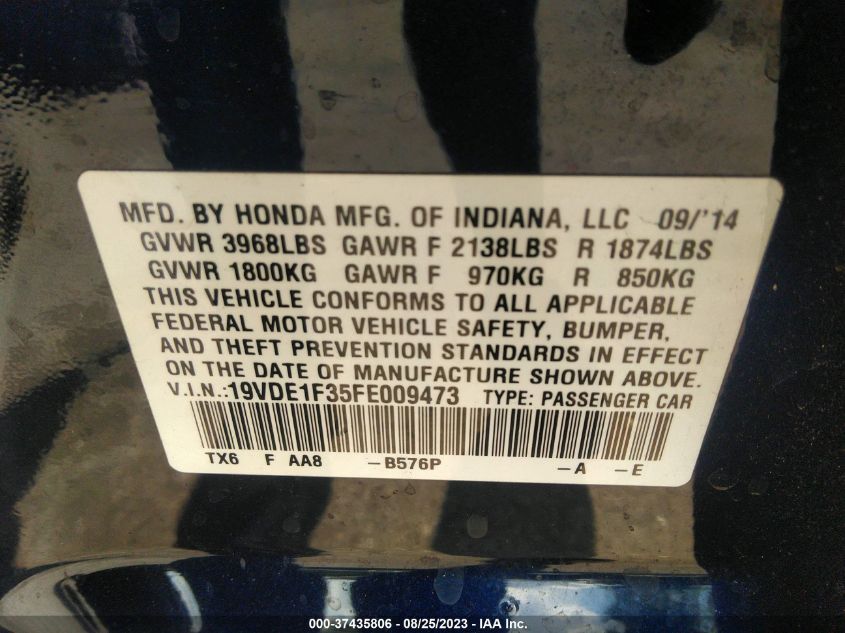 MFD. BY HONDA MFG. OF INDIANA, LLC 09/'14
GVWR 3968LBS GAWR F 2138LBS R 1874LBS
GVWR 1800KG GAWR F 970KG R 850KG
THIS VEHICLE CONFORMS TO ALL APPLICABLE
FEDERAL MOTOR VEHICLE SAFETY, BUMPER,
AND THEFT PREVENTION STANDARDS IN EFFECT
ON THE DATE OF MANUFACTURE SHOWN ABOVE.
V.I.N.:19VDE1F35FE009473 TYPE: PASSENGER CAR
TX6 F AA8 -B576P -A -E
000-37435806 - 08/25/2023 - IAA Inc.